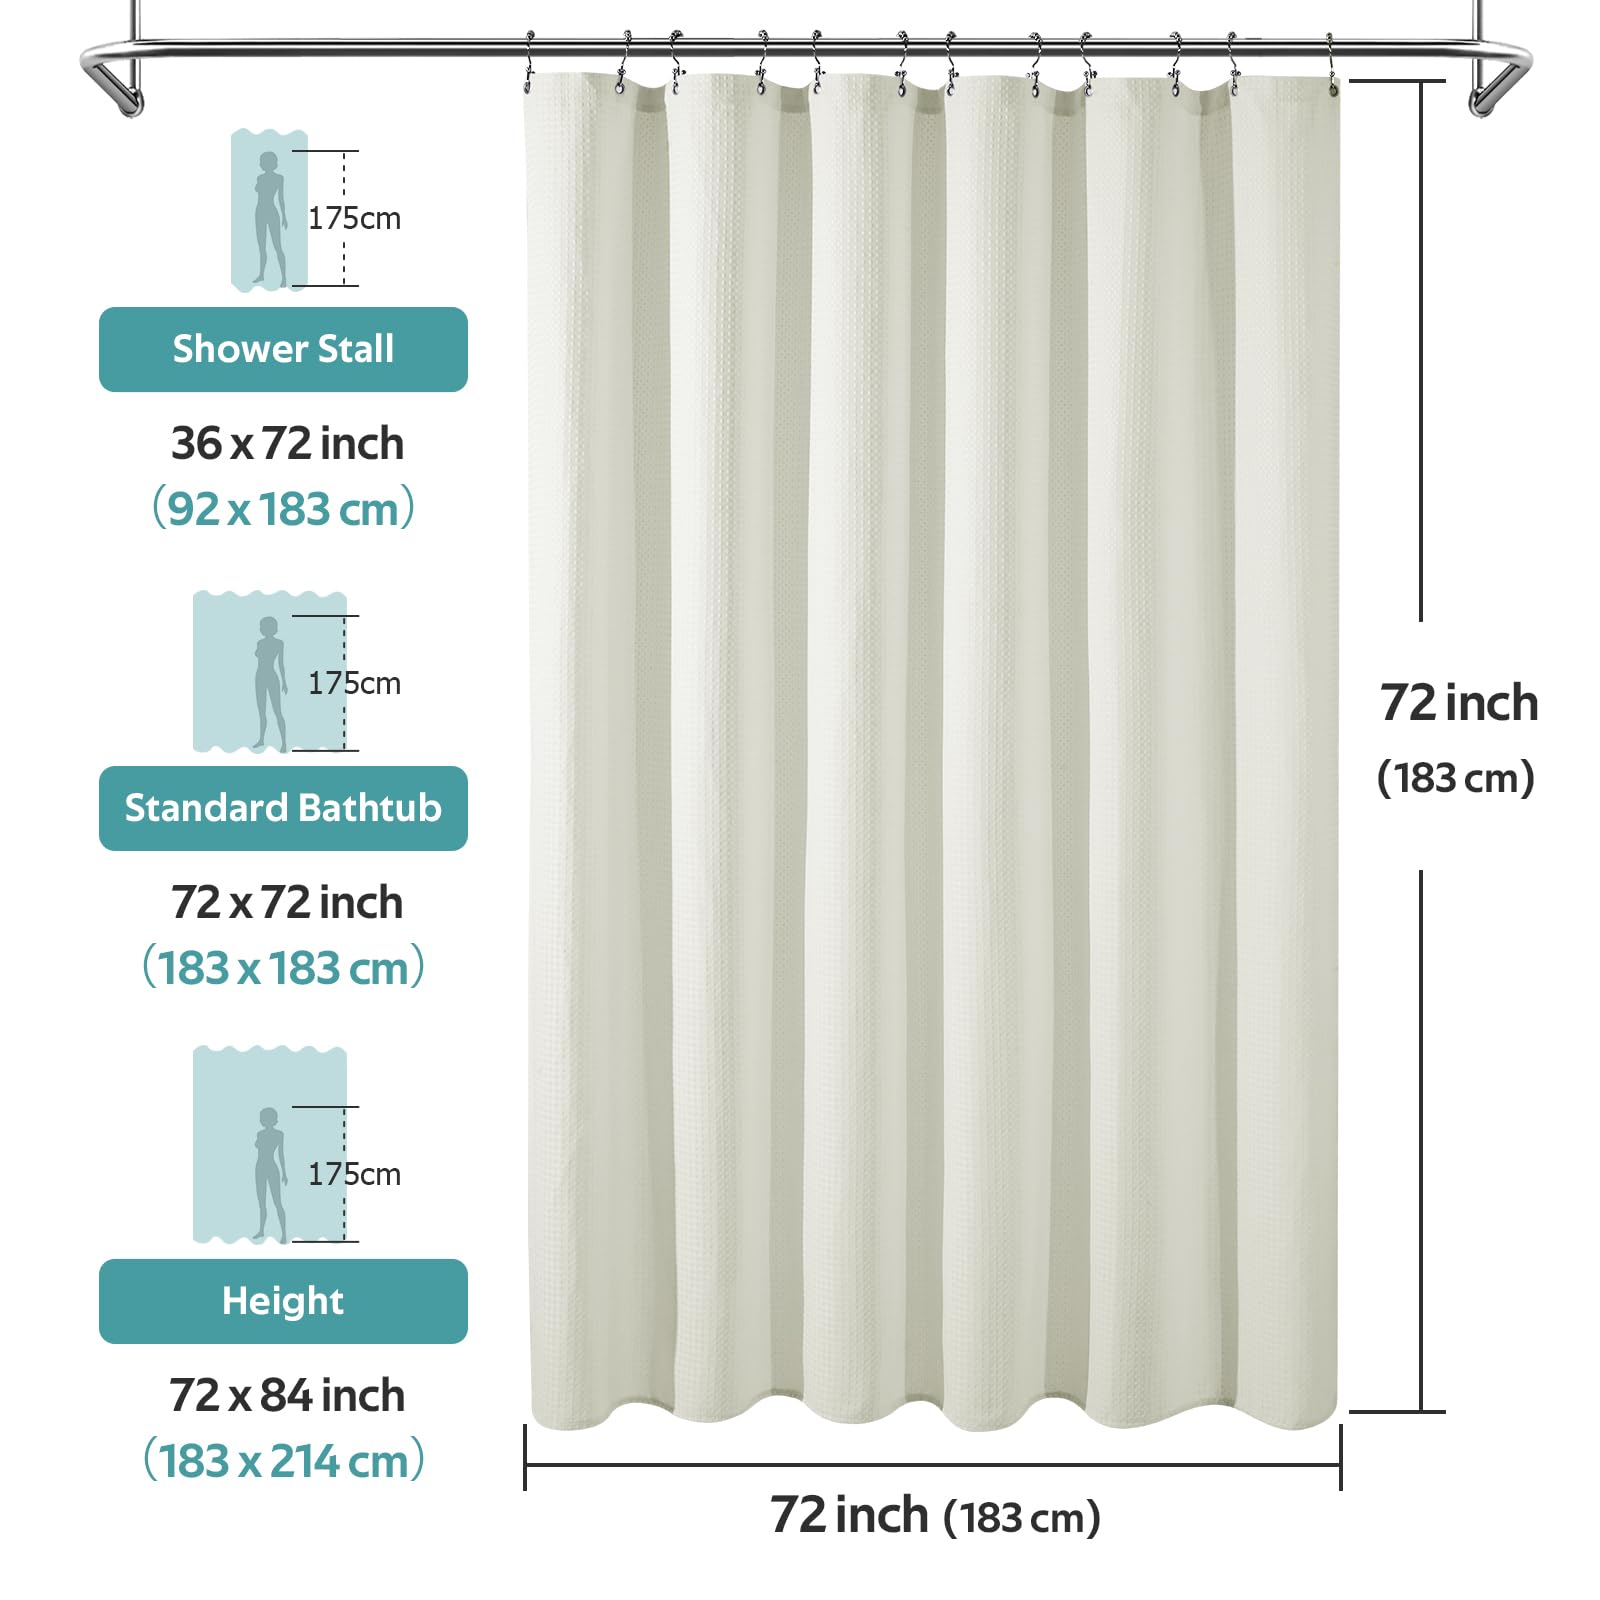 175cm
Shower Stall
36 x 72 inch
(92 x 183 cm)
175cm
Standard Bathtub
72 x 72 inch
(183 x 183 cm)
175cm
Height
72 x 84 inch
(183 x 214 cm)
72 inch
(183 cm)
72 inch (183 cm)